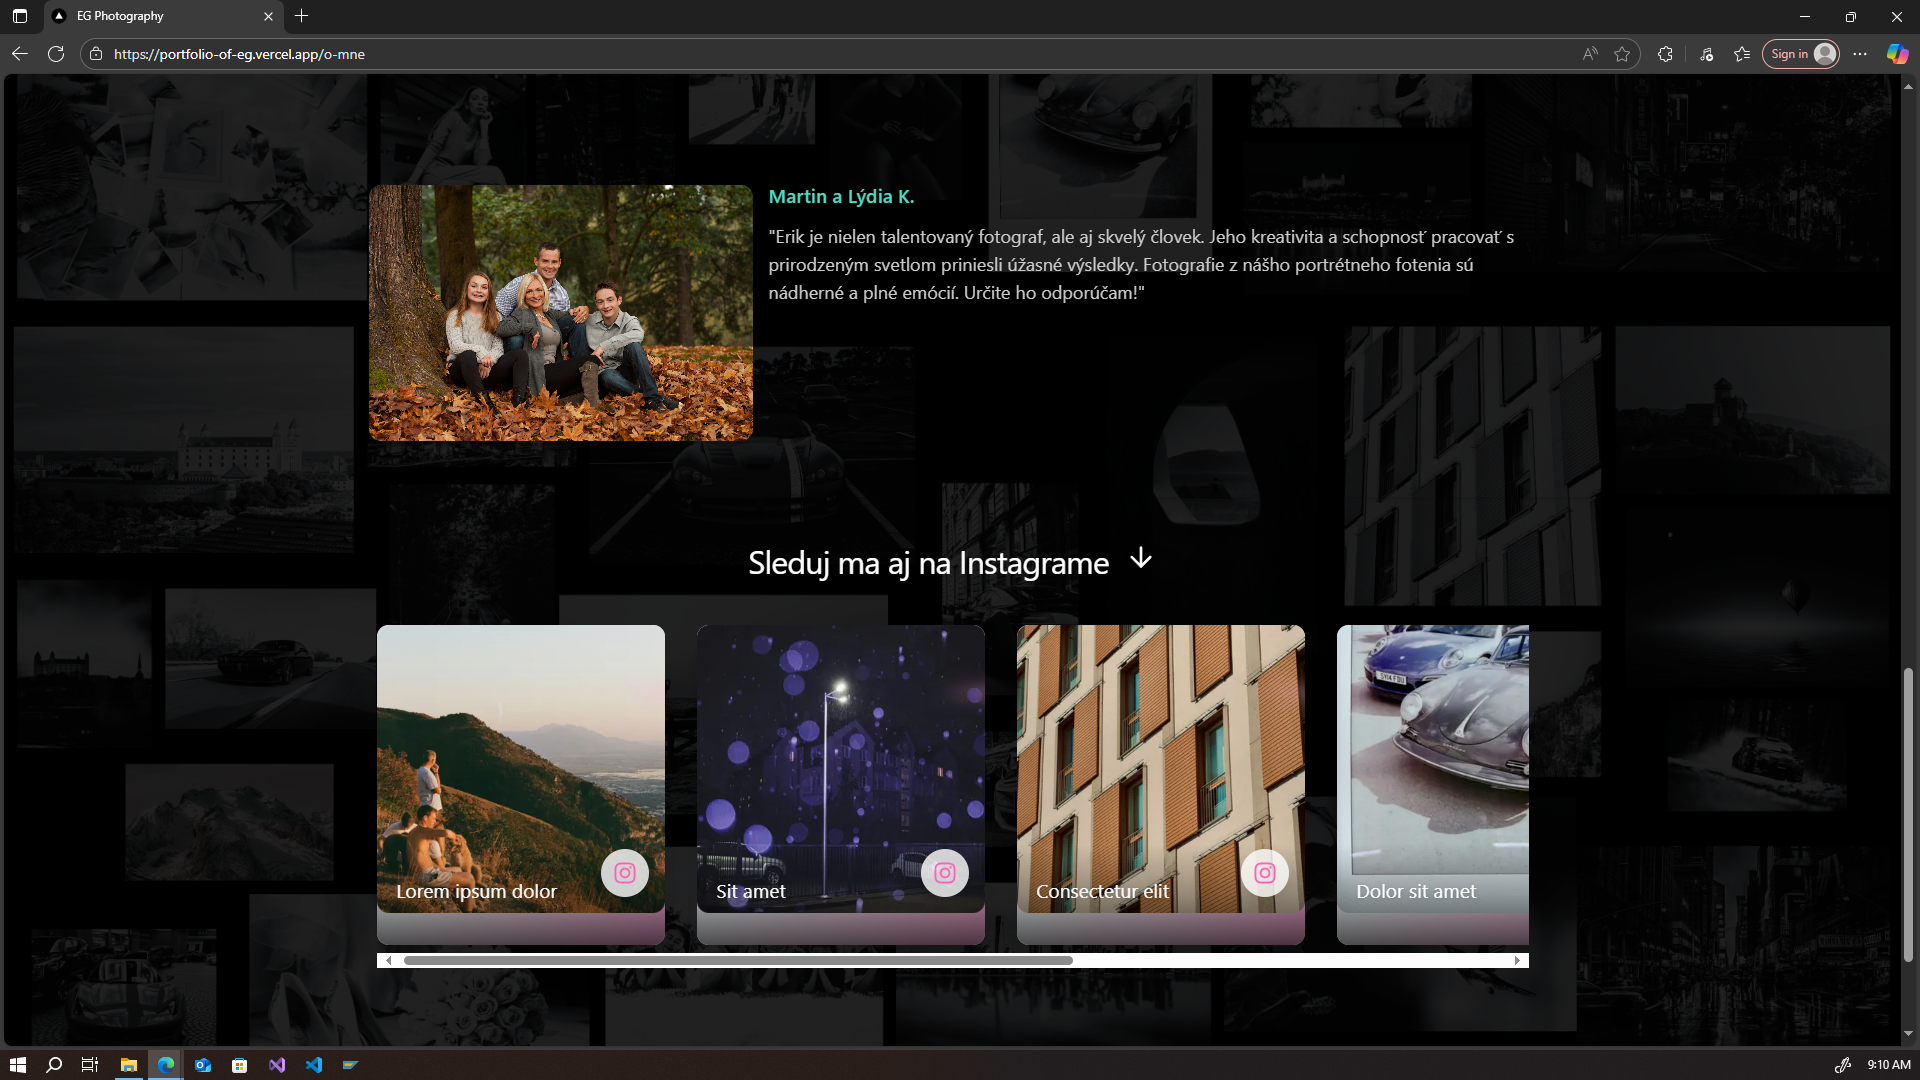 EG Photography
https://portfolio-of-eg.vercel.app/o-mne
Sign in
Martin a Lýdia K.
"Erik je nielen talentovaný fotograf, ale aj skvelý človek. Jeho kreativita a schopnosť pracovať s
prirodzeným svetlom priniesli úžasné výsledky. Fotografie z nášho portrétneho fotenia sú
nádherné a plné emócií. Určite ho odporúčam!"
Sleduj ma aj na Instagrame
Lorem ipsum dolor
Sit amet
Consectetur elit
Dolor sit amet
9:10 AM